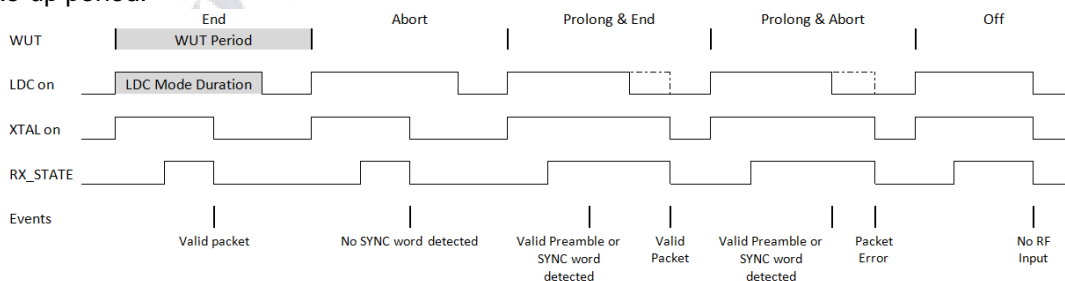 -up period.
End Abort Prolong & End Prolong & Abort Off
WUT WUT Period
LDC on LDC Mode Duration
XTAL on
RX_STATE
Events
Valid packet No SYNC word detected Valid Preamble or Valid Valid Preamble or Packet No RF
SYNC word Packet SYNC word Error Input
detected detected